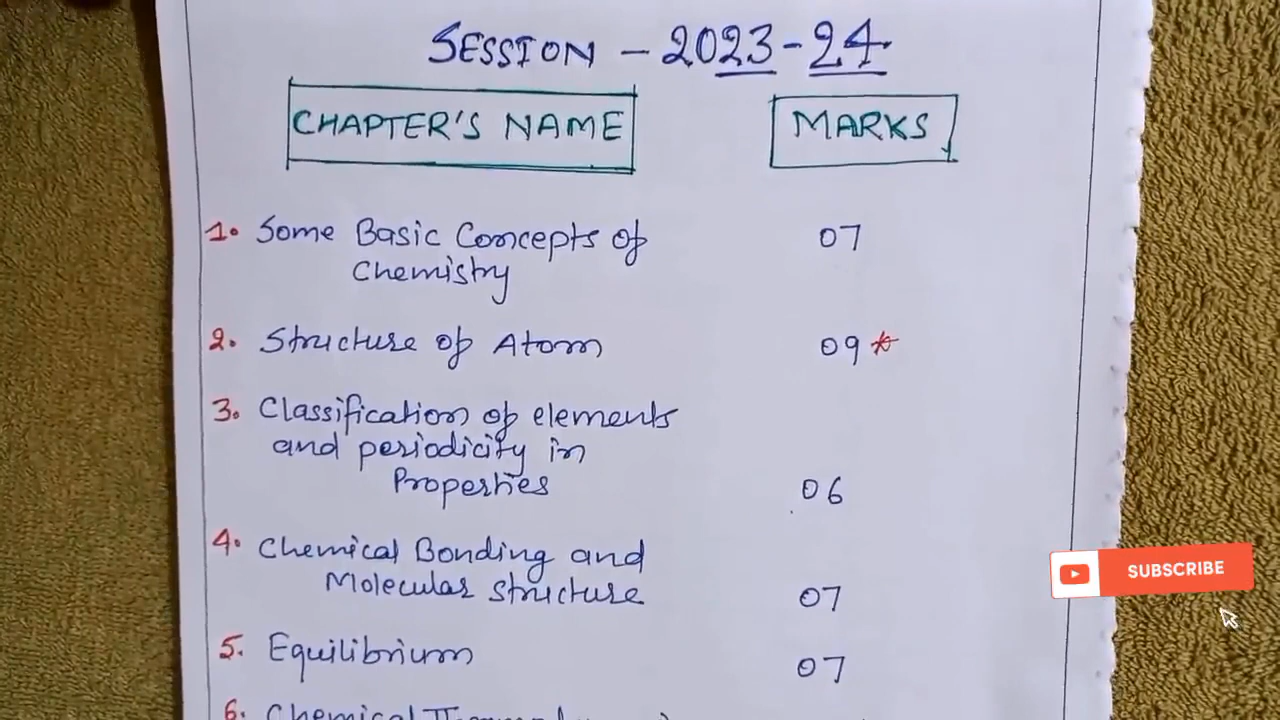 SESSION - 2023-24
CHAPTER'S NAME MARKS
1. Some Basic Concepts of 07
Chemistry
2. Structure of Atom 09*
3. Classification of elements
and periodicity in
Properties 06
4. Chemical Bonding and
Molecular structure 07
SUBSCRIBE
5. Equilibrium 07
6. Chemical